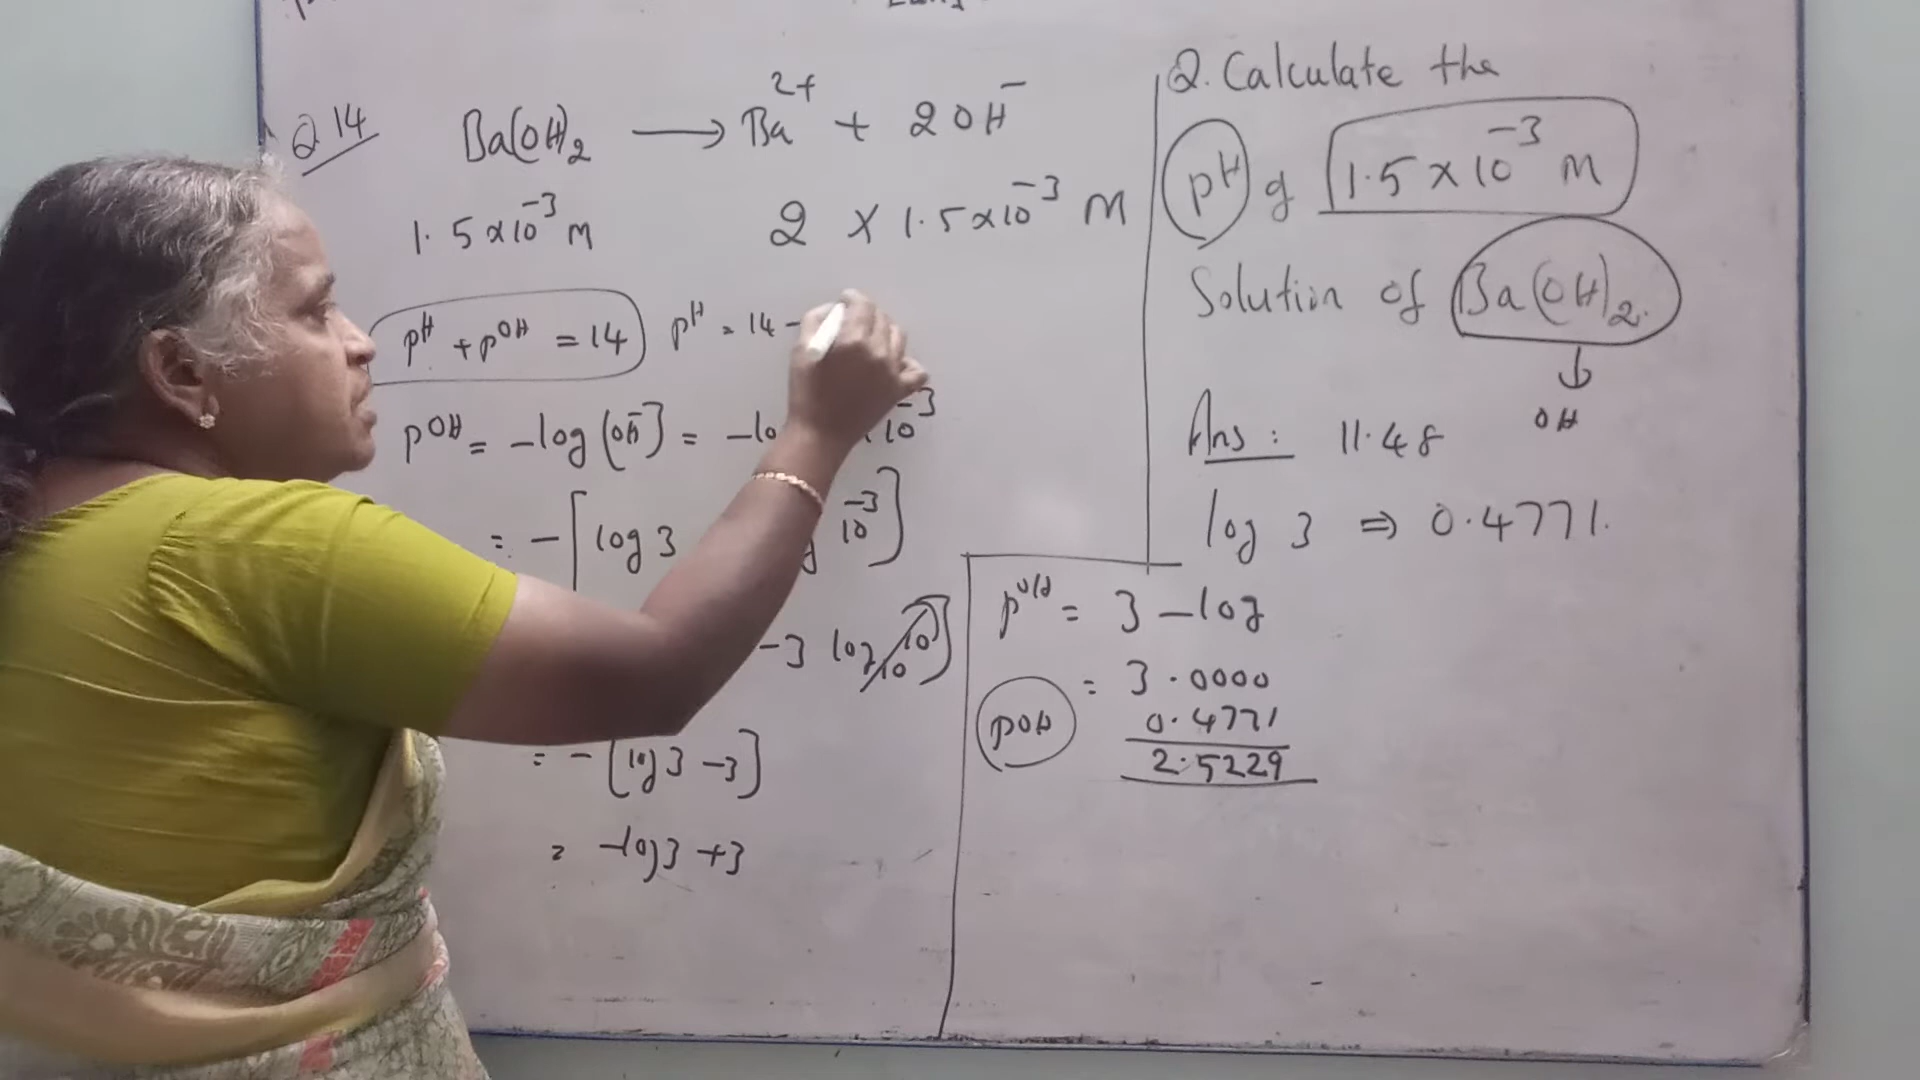 Q 14
Ba(OH)₂ ⟶ Ba²⁺ + 2OH⁻
1.5 x 10⁻³ M 2 x 1.5 x 10⁻³ M
pᴴ + pᴼᴴ = 14 pᴴ = 14 -
pᴼᴴ = -log (OH⁻] = -lo 10⁻³
= -[log 3 10⁻³]
-3 log₁₀10]
= -[log 3 -3]
= -log 3 + 3
Q. Calculate the
pᴴ of 1.5 x 10⁻³ M
Solution of Ba(OH)₂.
↓
OH
Ans : 11.48
log 3 ⇒ 0.4771.
pᴼᴴ = 3 - log
= 3.0000
0.4771
pOH 2.5229